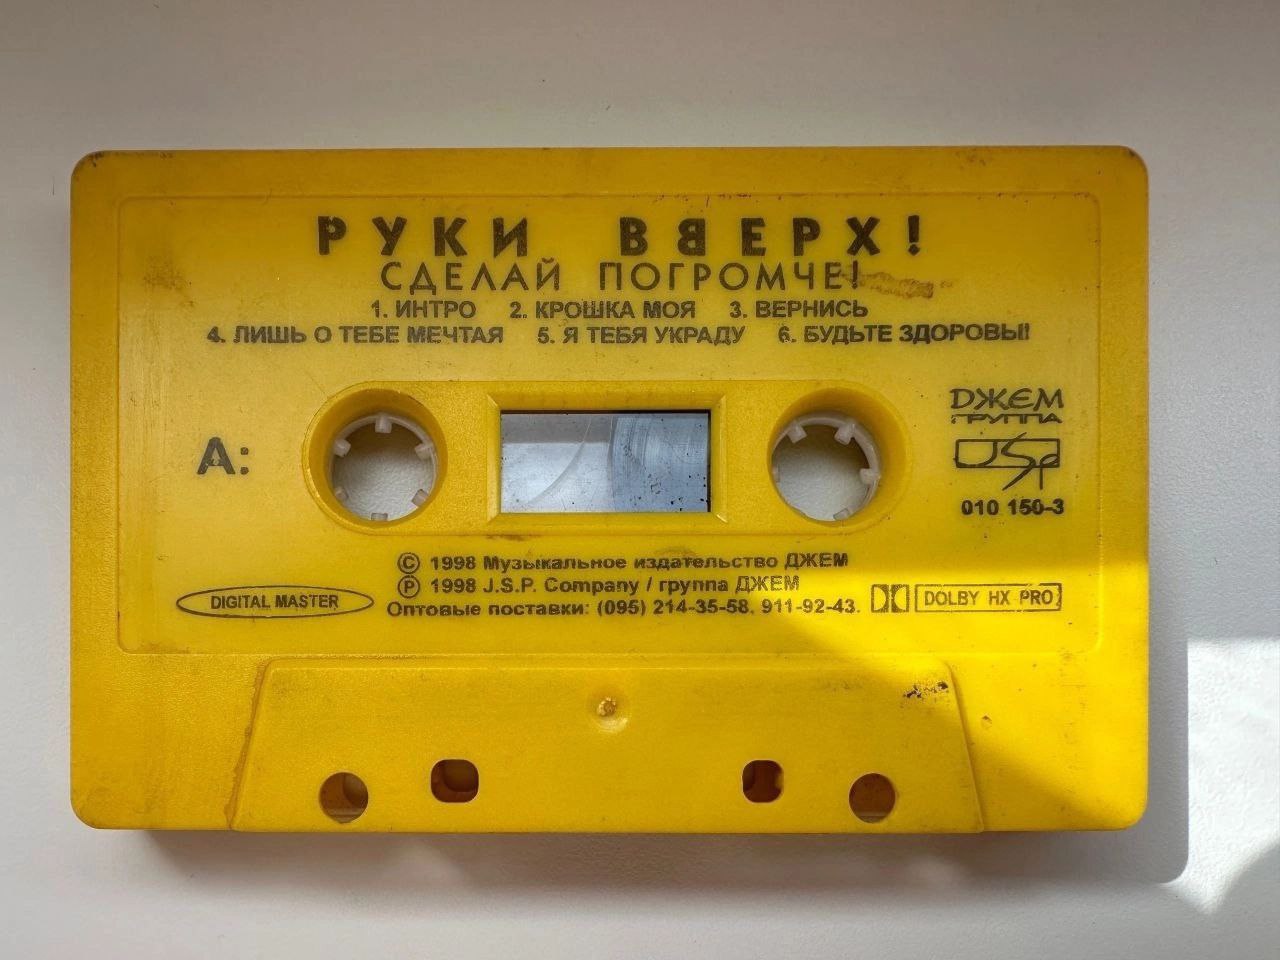 РУКИ ВВЕРХ!
СДЕЛАЙ ПОГРОМЧЕ!
1. ИНТРО 2. КРОШКА МОЯ 3. ВЕРНИСЬ
4. ЛИШЬ О ТЕБЕ МЕЧТАЯ 5. Я ТЕБЯ УКРАДУ 6. БУДЬТЕ ЗДОРОВЫ!
ДЖЕМ
ГРУППА
A:
JSP
010 150-3
© 1998 Музыкальное издательство ДЖЕМ
℗ 1998 J.S.P. Company / группа ДЖЕМ
DIGITAL MASTER
Оптовые поставки: (095) 214-35-58, 911-92-43.
DOLBY HX PRO